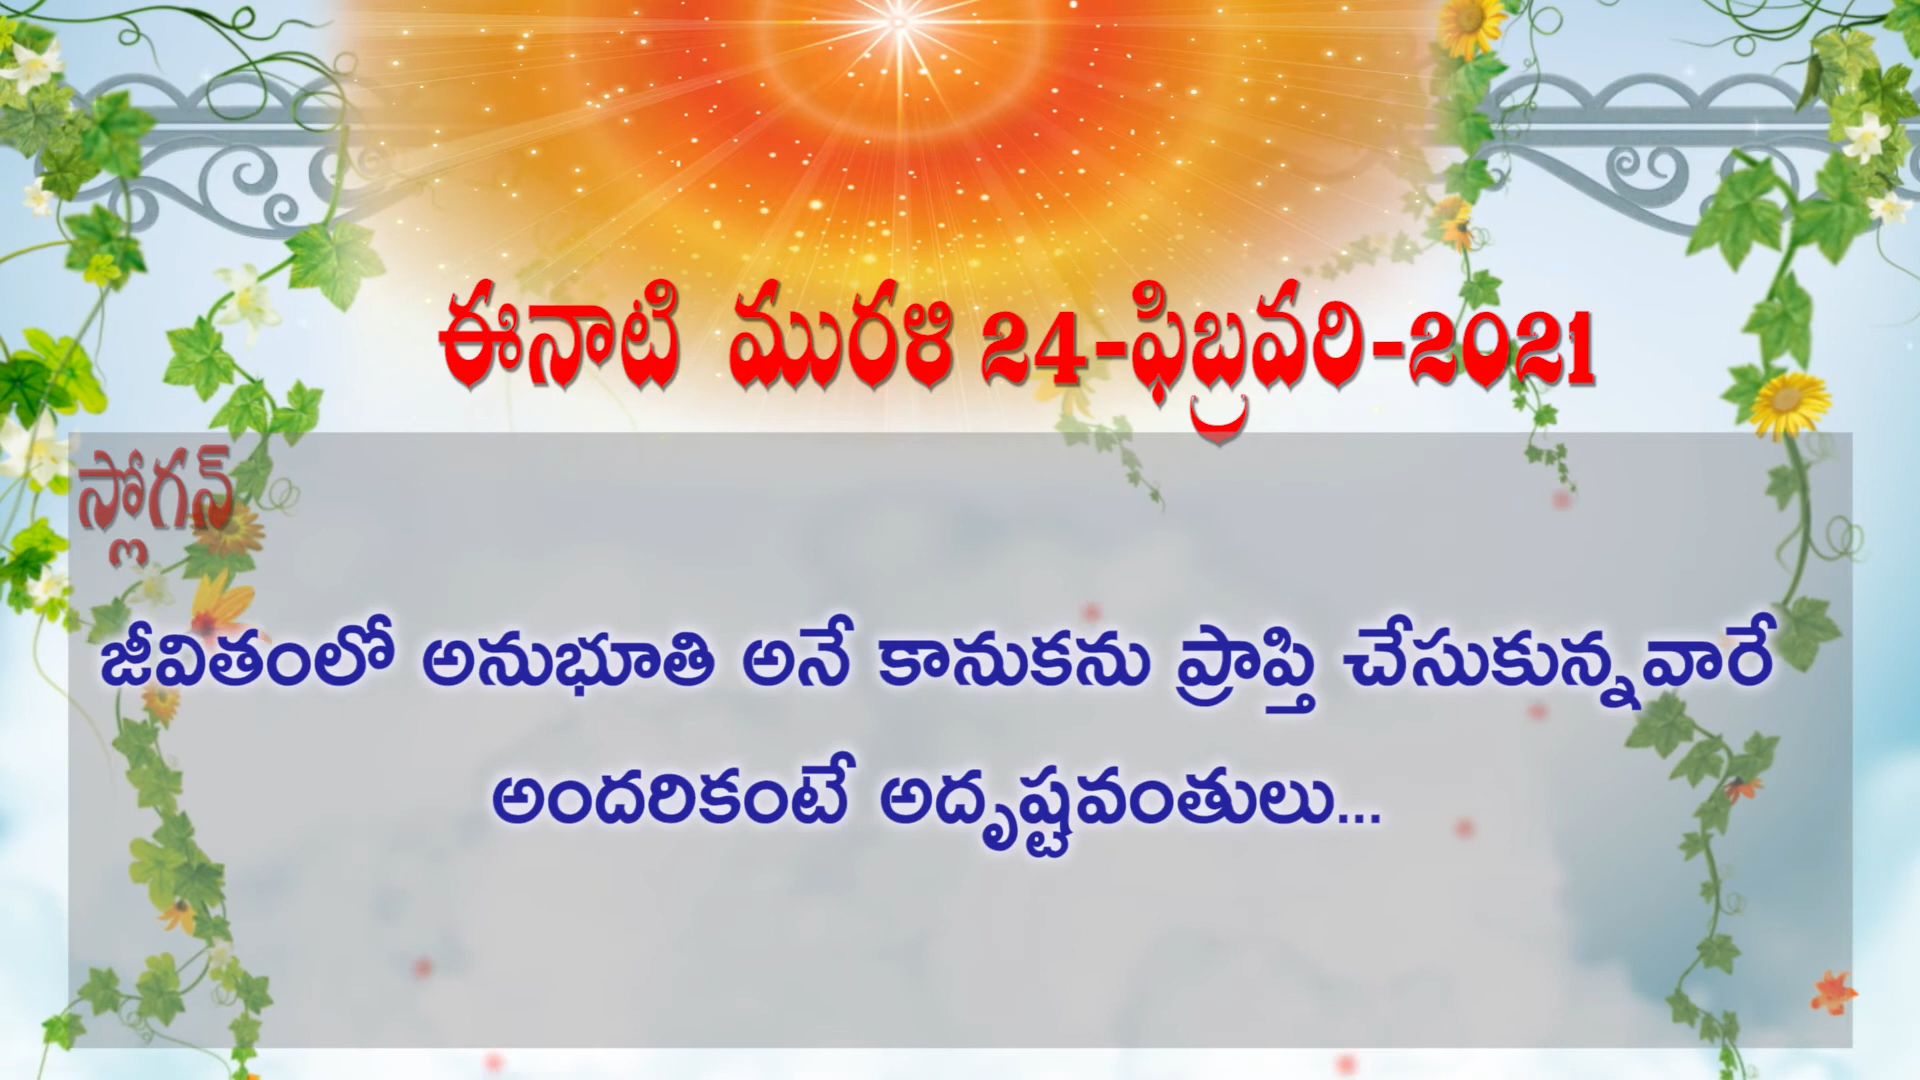 ఈనాటి మురళి 24-ఫిబ్రవరి-2021
స్లోగన్
జీవితంలో అనుభూతి అనే కానుకను ప్రాప్తి చేసుకున్నవారే
అందరికంటే అదృష్టవంతులు...